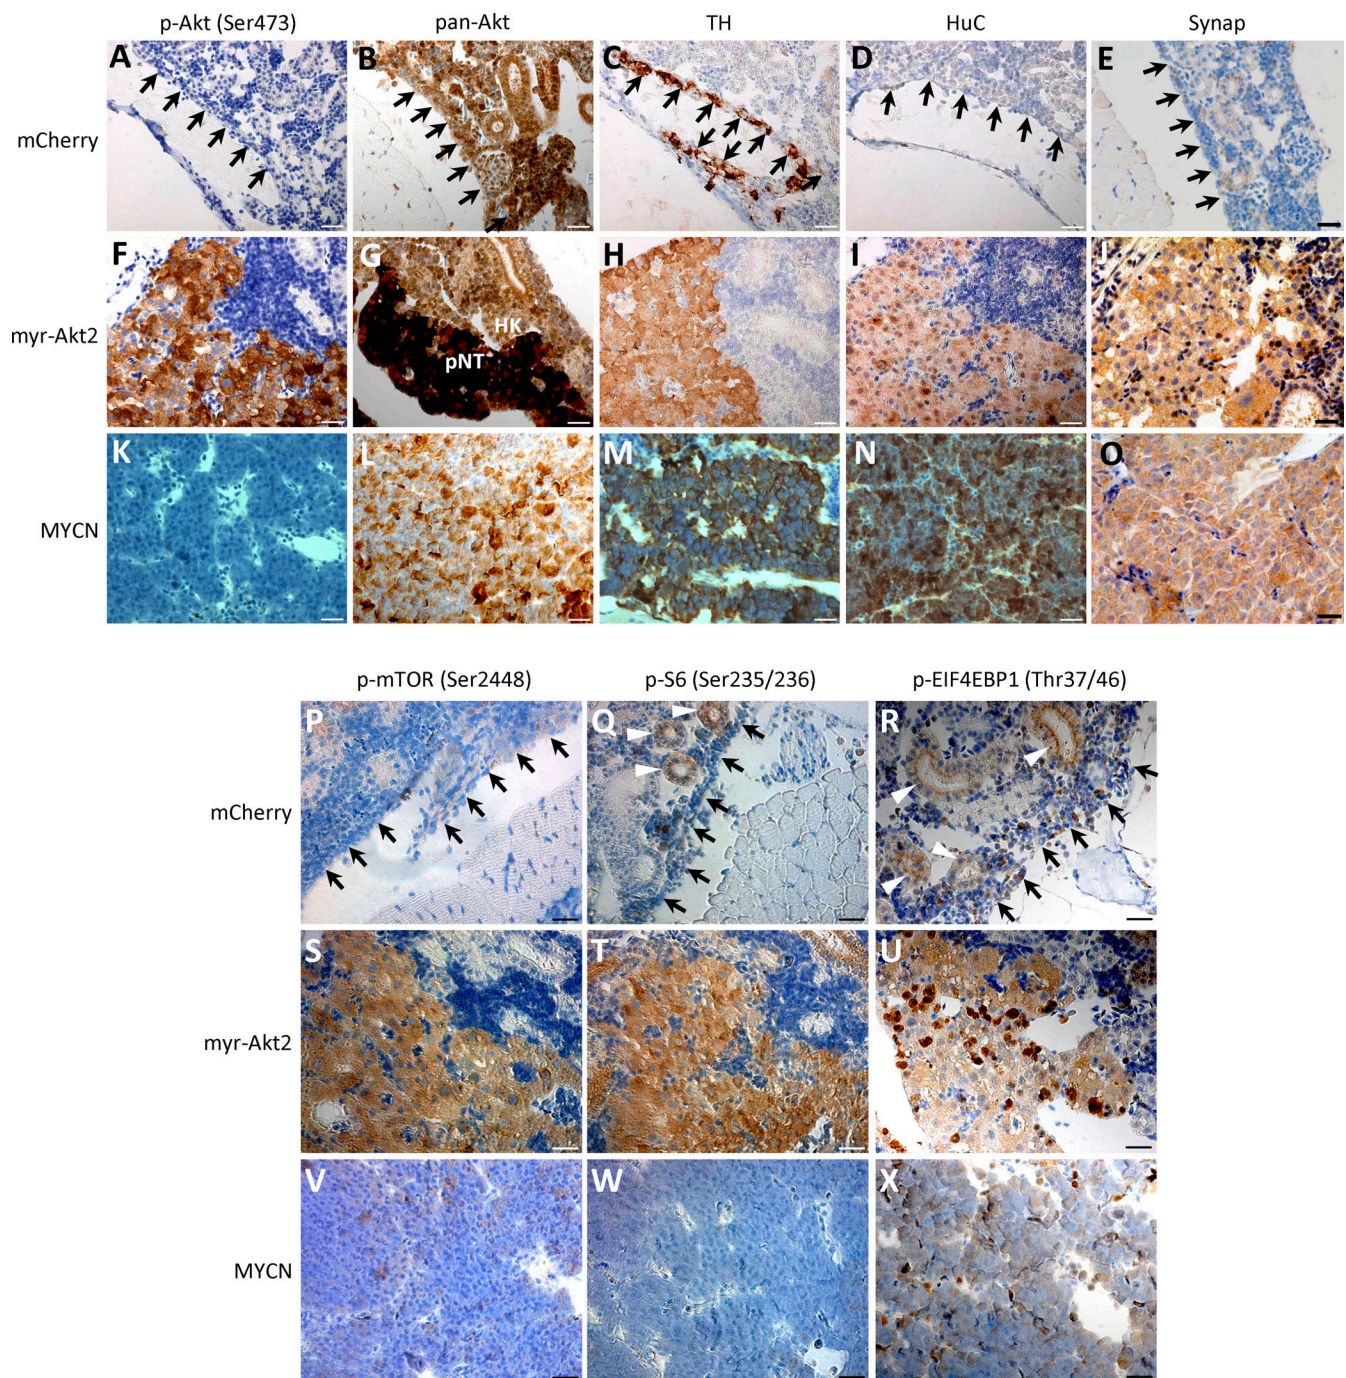 p-Akt (Ser473) pan-Akt TH HuC Synap
mCherry A B C D E
myr-Akt2 F G H I J
HK
pNT
MYCN K L M N O
p-mTOR (Ser2448) p-S6 (Ser235/236) p-EIF4EBP1 (Thr37/46)
mCherry P Q R
myr-Akt2 S T U
MYCN V W X